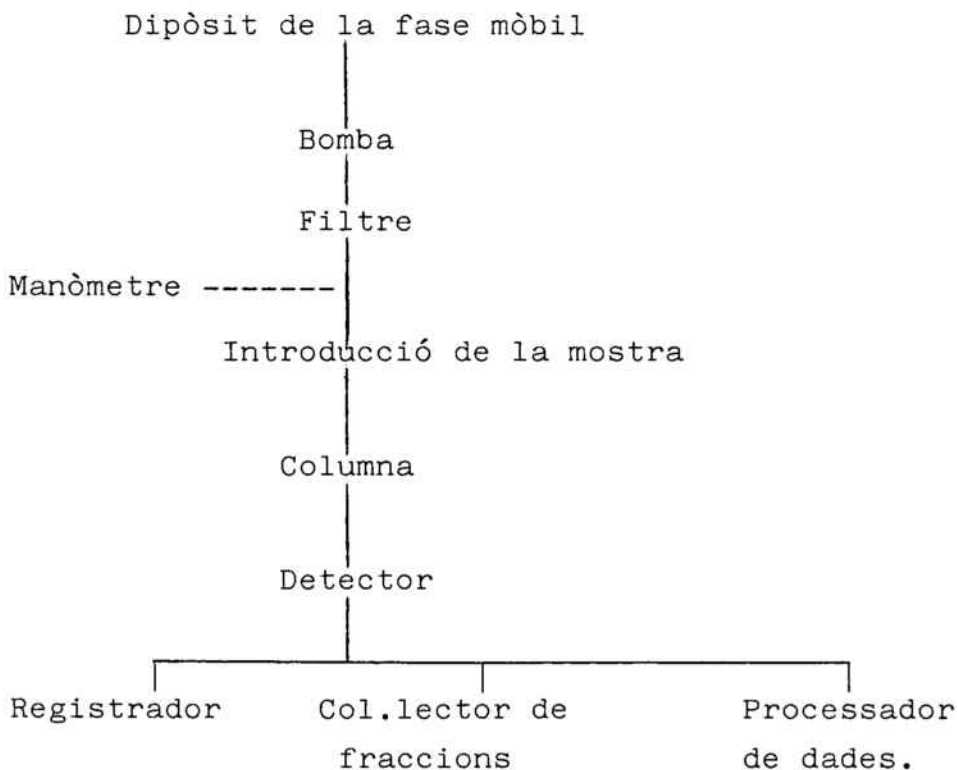 Dipòsit de la fase mòbil
Bomba
Filtre
Manòmetre
Introducció de la mostra
Columna
Detector
Registrador
Col.lector de
fraccions
Processador
de dades.